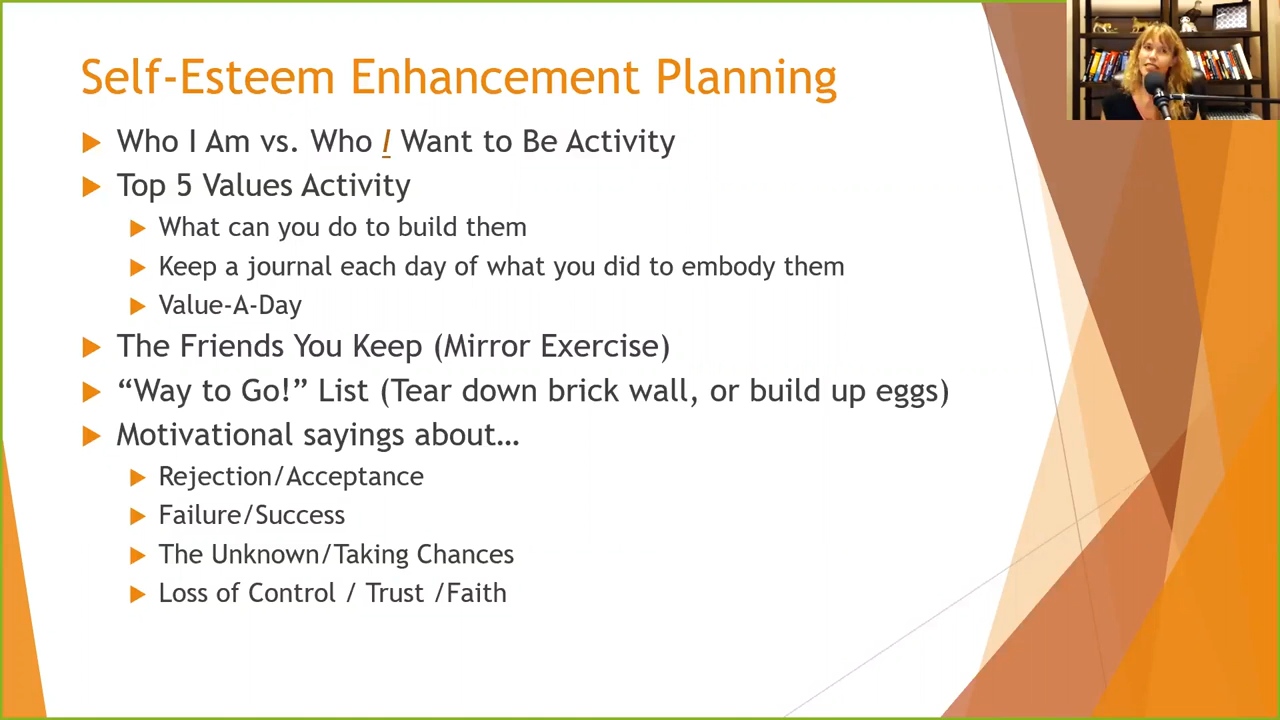 Self-Esteem Enhancement Planning
Who I Am vs. Who I Want to Be Activity
Top 5 Values Activity
What can you do to build them
Keep a journal each day of what you did to embody them
Value-A-Day
The Friends You Keep (Mirror Exercise)
“Way to Go!” List (Tear down brick wall, or build up eggs)
Motivational sayings about…
Rejection/Acceptance
Failure/Success
The Unknown/Taking Chances
Loss of Control / Trust /Faith